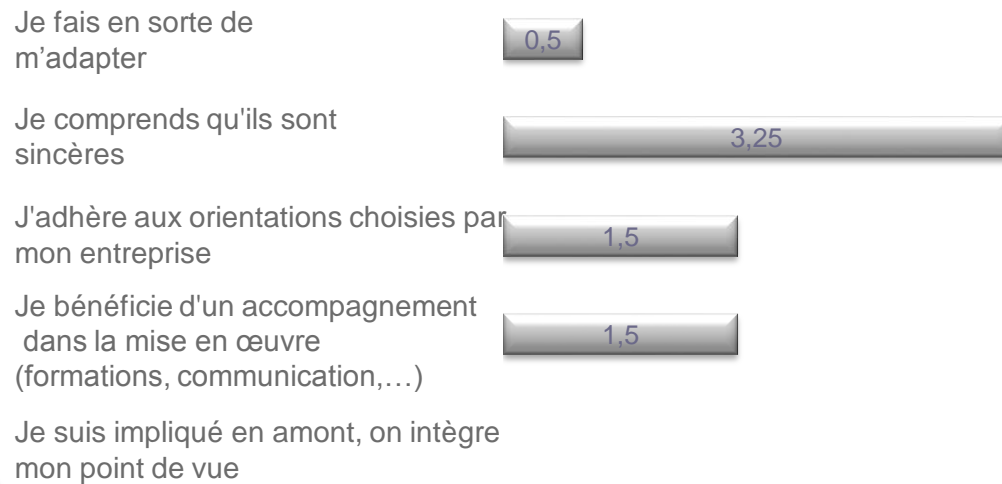 Je fais en sorte de
m’adapter
0,5
Je comprends qu'ils sont
sincères
3,25
J'adhère aux orientations choisies par
mon entreprise
1,5
Je bénéficie d'un accompagnement
dans la mise en œuvre
(formations, communication,…)
1,5
Je suis impliqué en amont, on intègre
mon point de vue